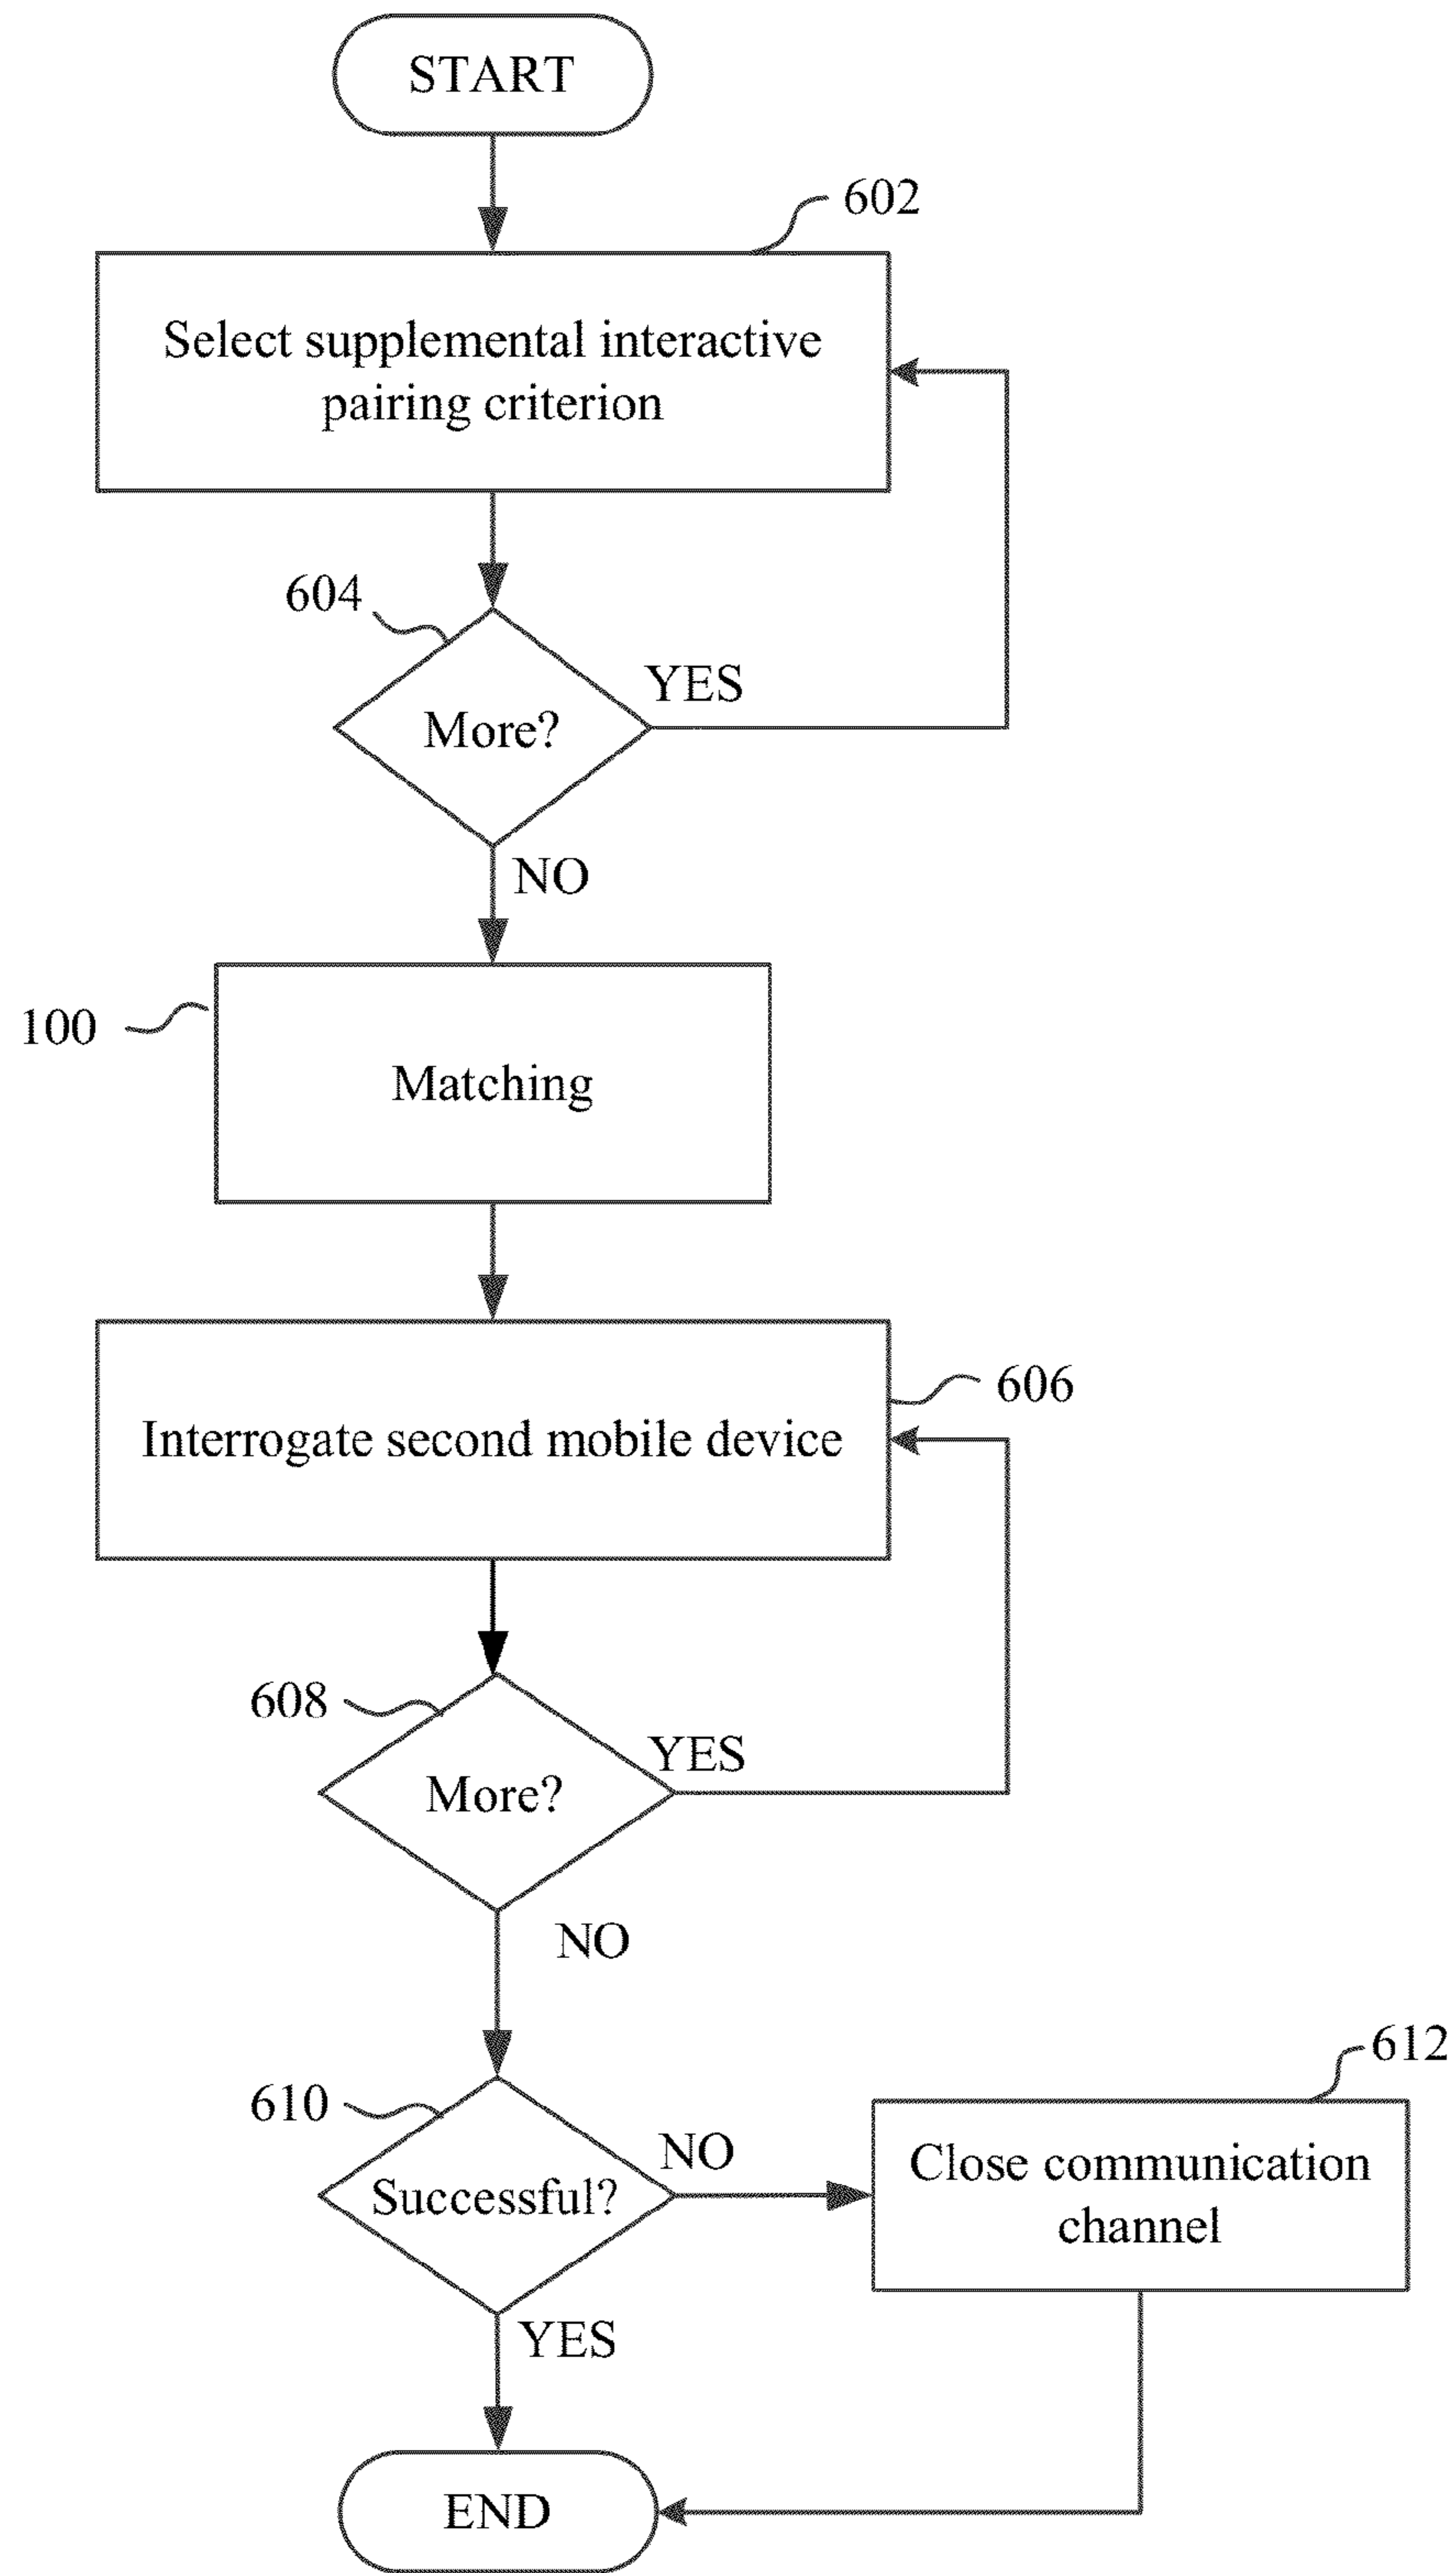 START
602
Select supplemental interactive
pairing criterion
604
YES
More?
NO
100
Matching
606
Interrogate second mobile device
608
YES
More?
NO
612
610
NO
Close communication
channel
Successful?
YES
END